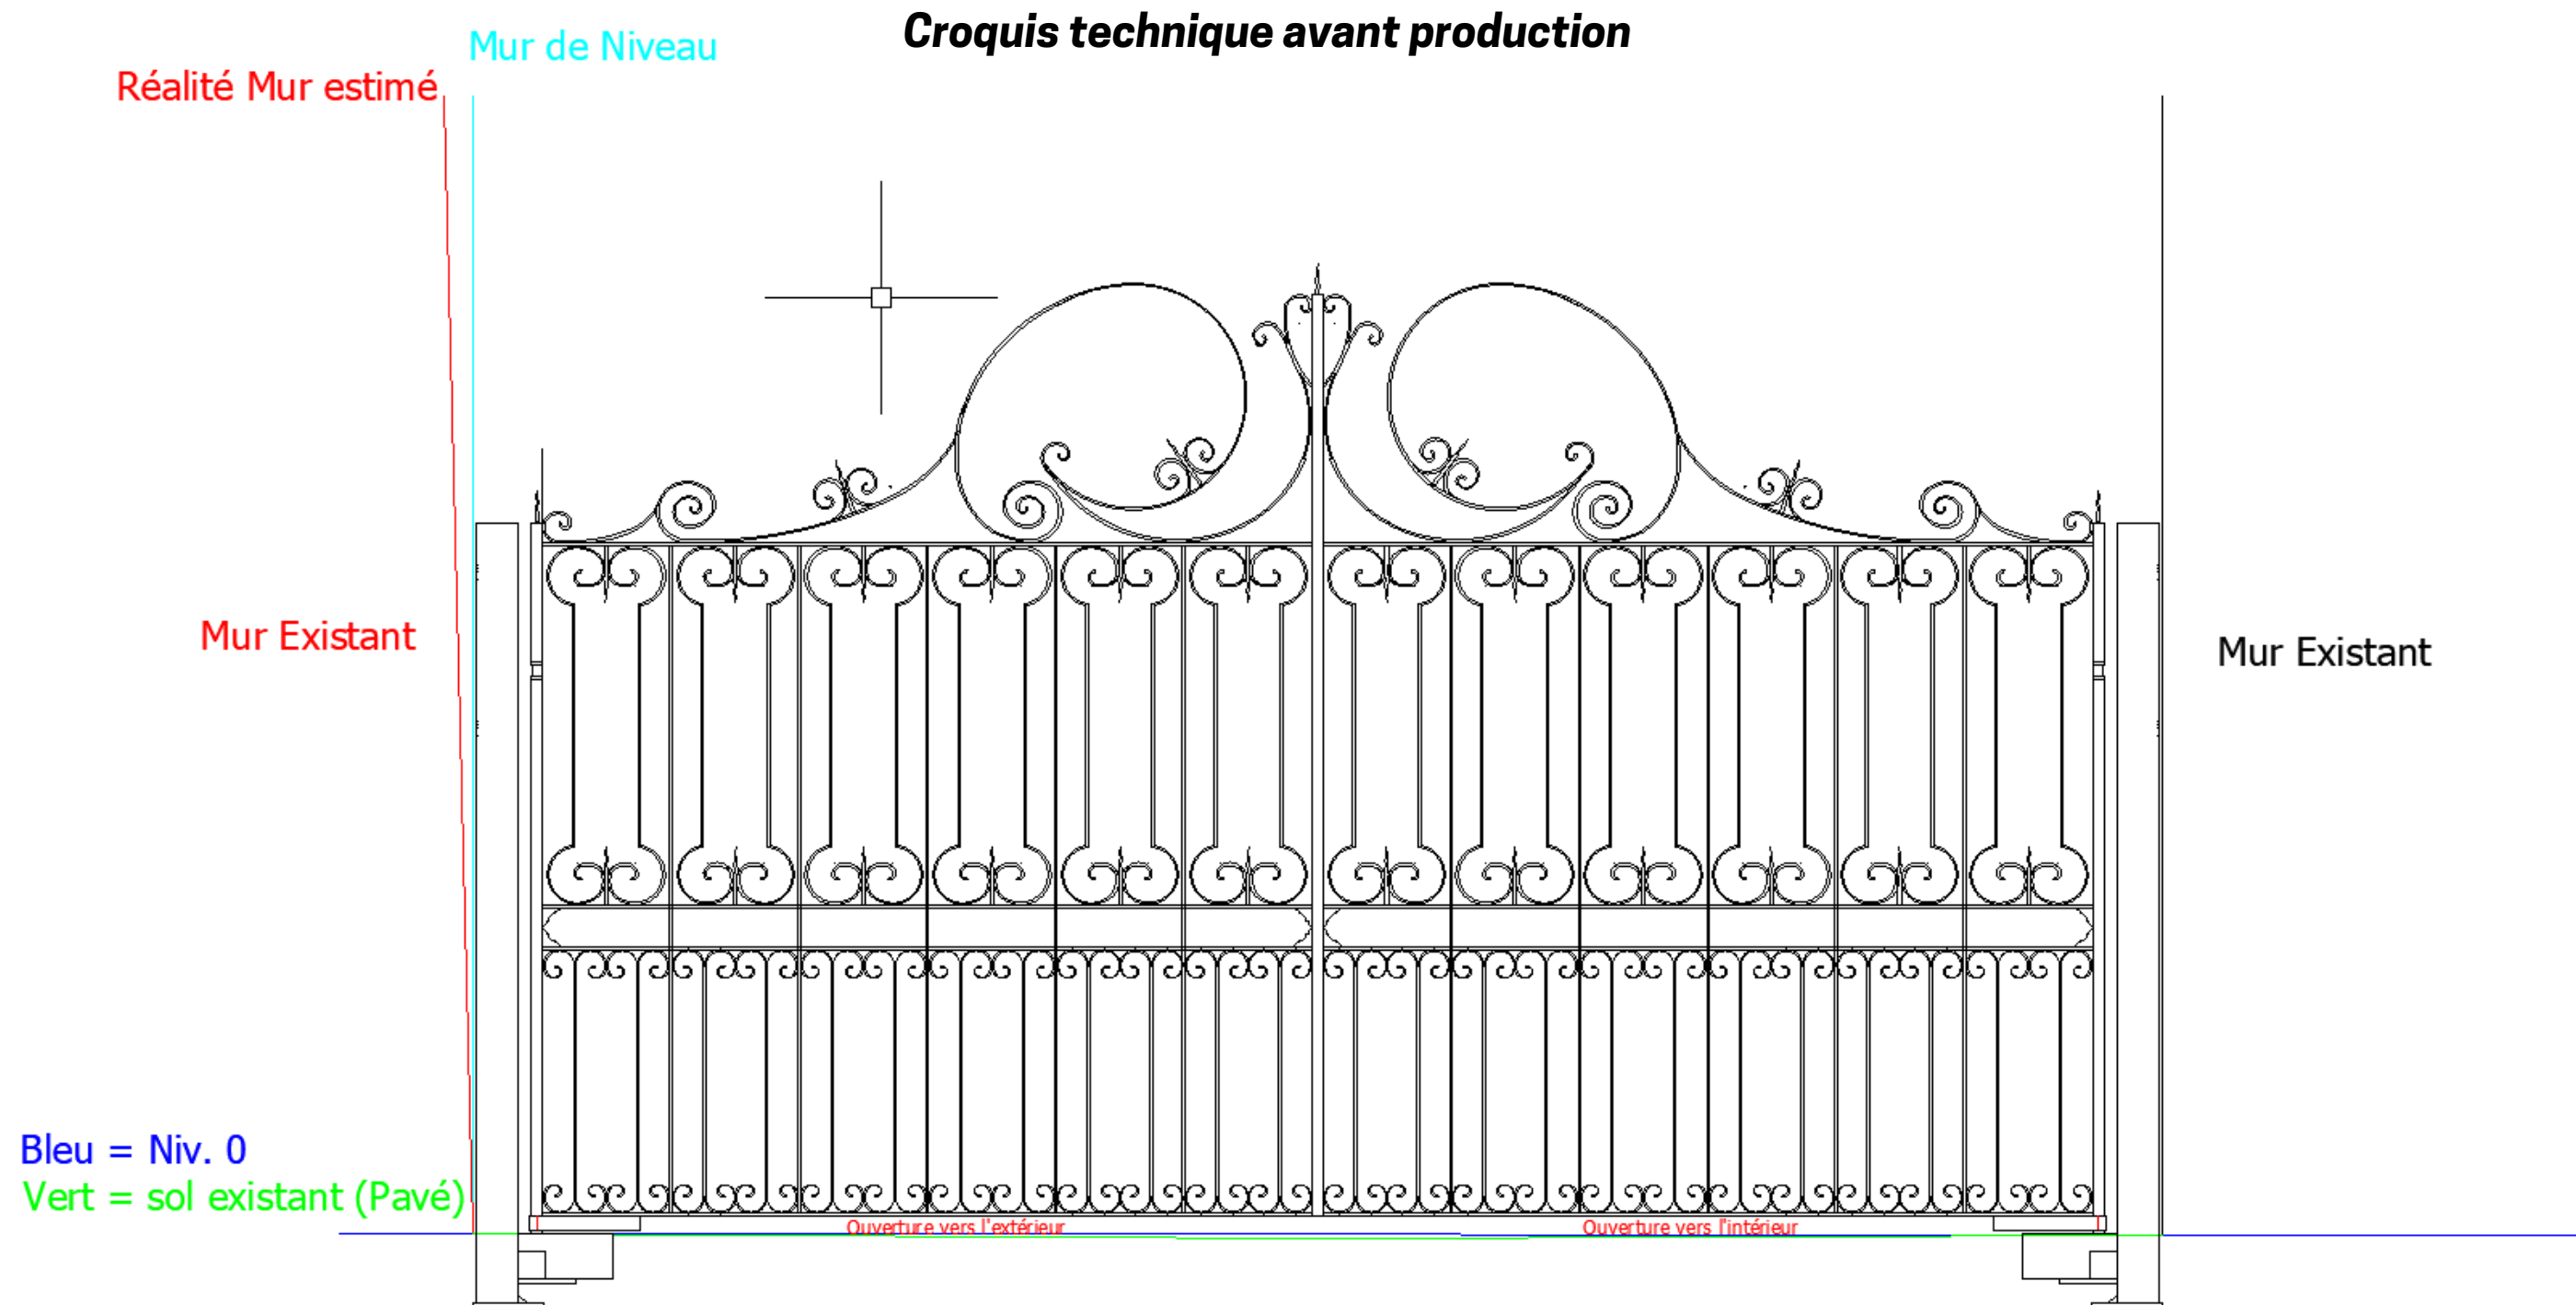 Croquis technique avant production
Mur de Niveau
Réalité Mur estimé
Mur Existant
Mur Existant
Bleu = Niv. 0
Vert = sol existant (Pavé)
Ouverture vers l'extérieur
Ouverture vers l'intérieur